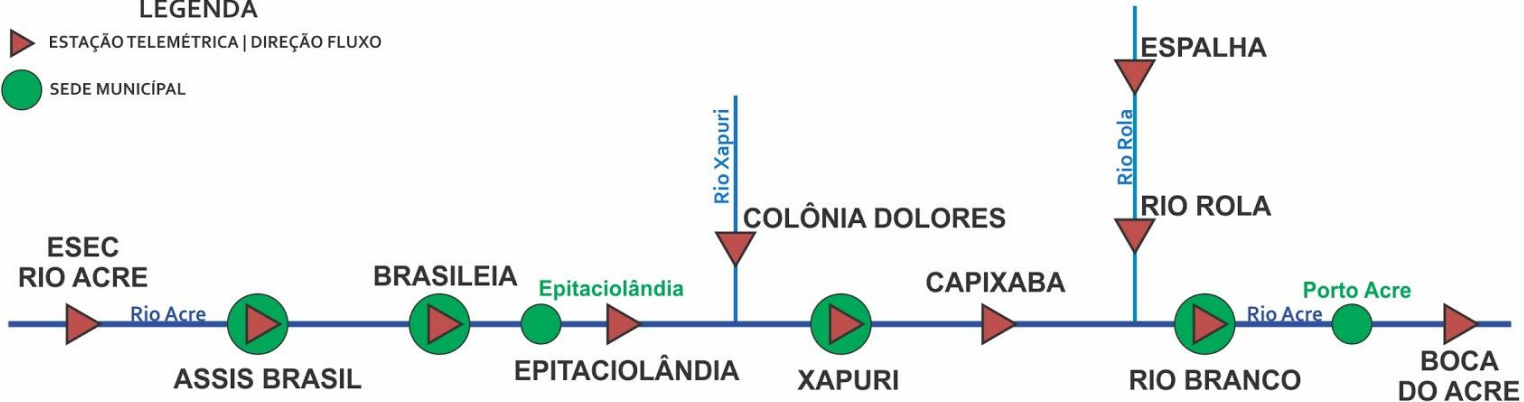 LEGENDA
ESTAÇÃO TELEMÉTRICA | DIREÇÃO FLUXO
SEDE MUNICÍPAL
ESPALHA
Rio Xapuri
Rio Rola
COLÔNIA DOLORES
RIO ROLA
ESEC
RIO ACRE
Rio Acre
BRASILEIA
Epitaciolândia
CAPIXABA
Rio Acre
Porto Acre
ASSIS BRASIL
EPITACIOLÂNDIA
XAPURI
RIO BRANCO
BOCA
DO ACRE